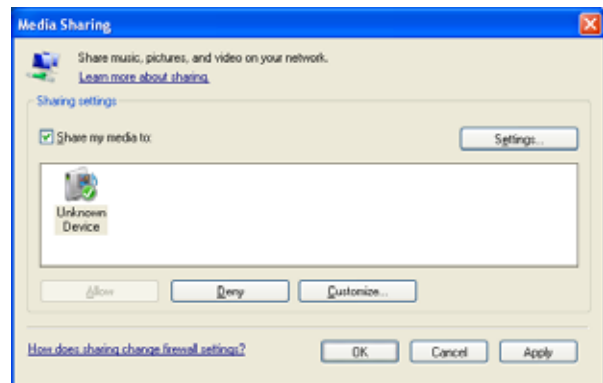 Media Sharing
Share music, pictures, and video on your network.
Learn more about sharing.
Sharing settings
Share my media to:
Settings...
Unknown
Device
Allow
Deny
Customize...
How does sharing change firewall settings?
OK
Cancel
Apply